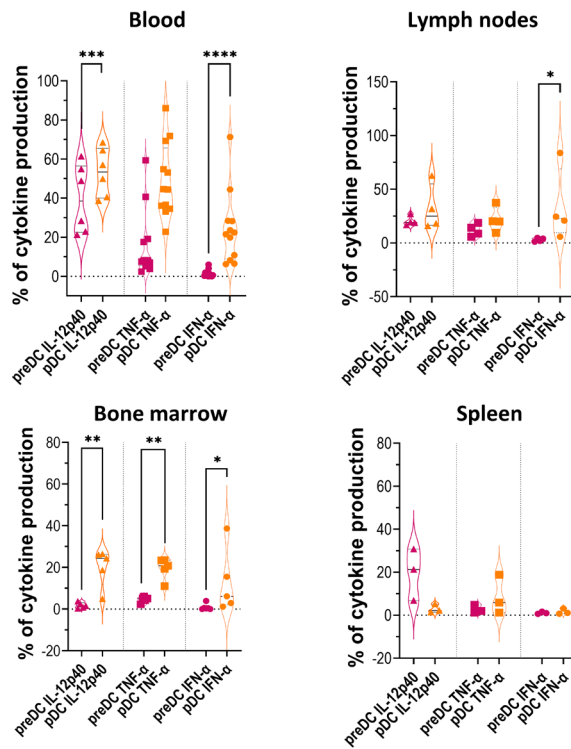 Blood
% of cytokine production
100
80
60
40
20
0
***
****
preDC IL-12p40
pDC IL-12p40
preDC TNF-α
pDC TNF-α
preDC IFN-α
pDC IFN-α
Lymph nodes
% of cytokine production
150
100
50
0
-50
*
preDC IL-12p40
pDC IL-12p40
preDC TNF-α
pDC TNF-α
preDC IFN-α
pDC IFN-α
Bone marrow
% of cytokine production
80
60
40
20
0
-20
**
**
*
preDC IL-12p40
pDC IL-12p40
preDC TNF-α
pDC TNF-α
preDC IFN-α
pDC IFN-α
Spleen
% of cytokine production
80
60
40
20
0
-20
preDC IL-12p40
pDC IL-12p40
preDC TNF-α
pDC TNF-α
preDC IFN-α
pDC IFN-α